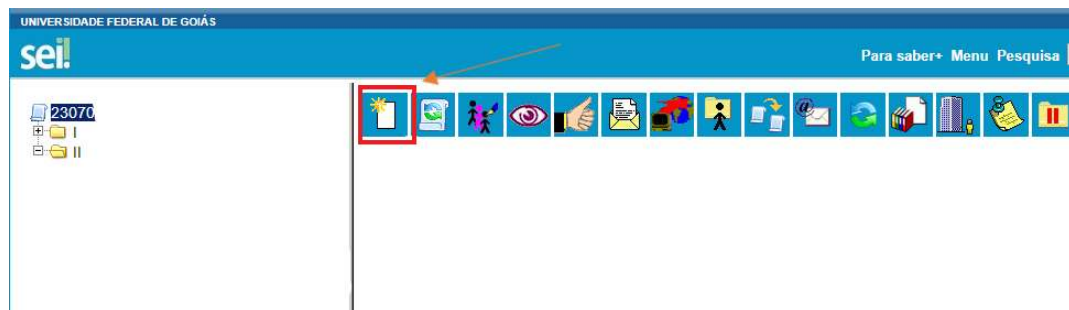 UNIVERSIDADE FEDERAL DE GOIÁS
sei!
Para saber+ Menu Pesquisa
23070
I
II